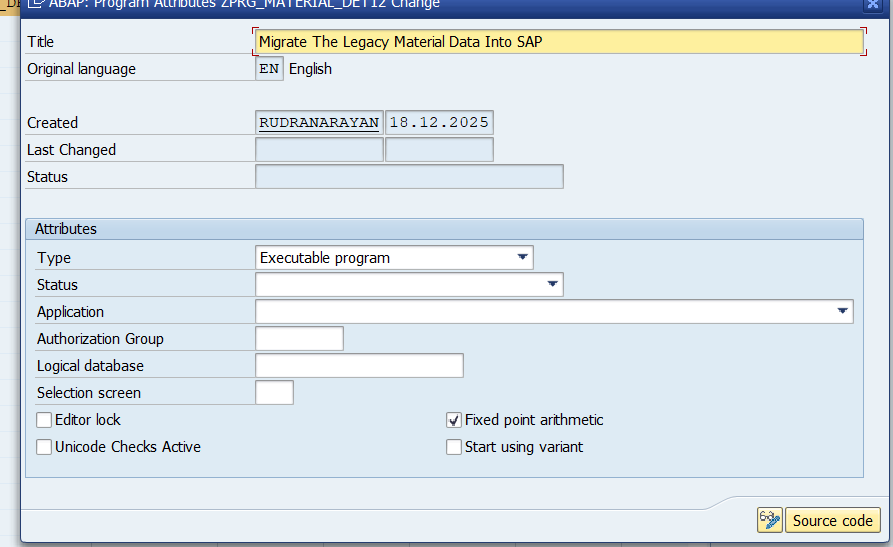 ABAP: Program Attributes ZPRG_MATERIAL_DET12 Change
Title Migrate The Legacy Material Data Into SAP
Original language EN English
Created RUDRANARAYAN 18.12.2025
Last Changed
Status
Attributes
Type Executable program
Status
Application
Authorization Group
Logical database
Selection screen
Editor lock Fixed point arithmetic
Unicode Checks Active Start using variant
Source code